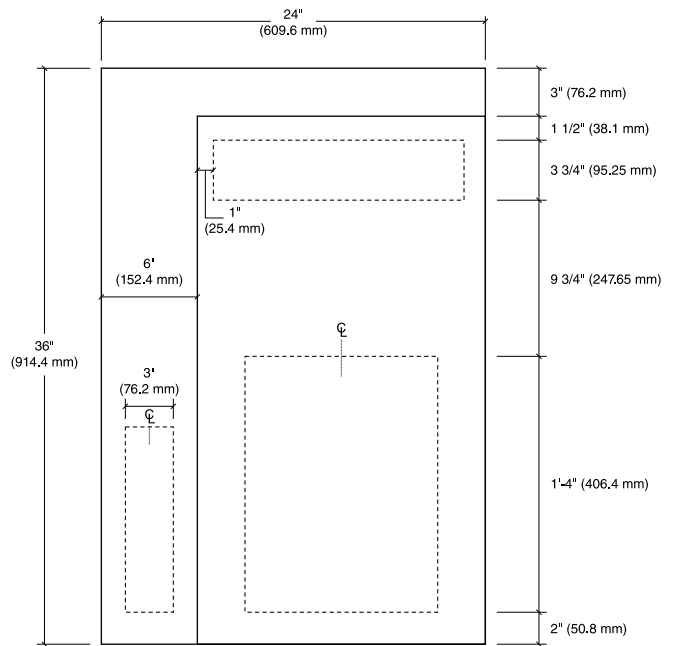 24"
(609.6 mm)
3" (76.2 mm)
1 1/2" (38.1 mm)
3 3/4" (95.25 mm)
1"
(25.4 mm)
6'
(152.4 mm)
9 3/4" (247.65 mm)
℄
36"
(914.4 mm)
3'
(76.2 mm)
℄
1'-4" (406.4 mm)
2" (50.8 mm)